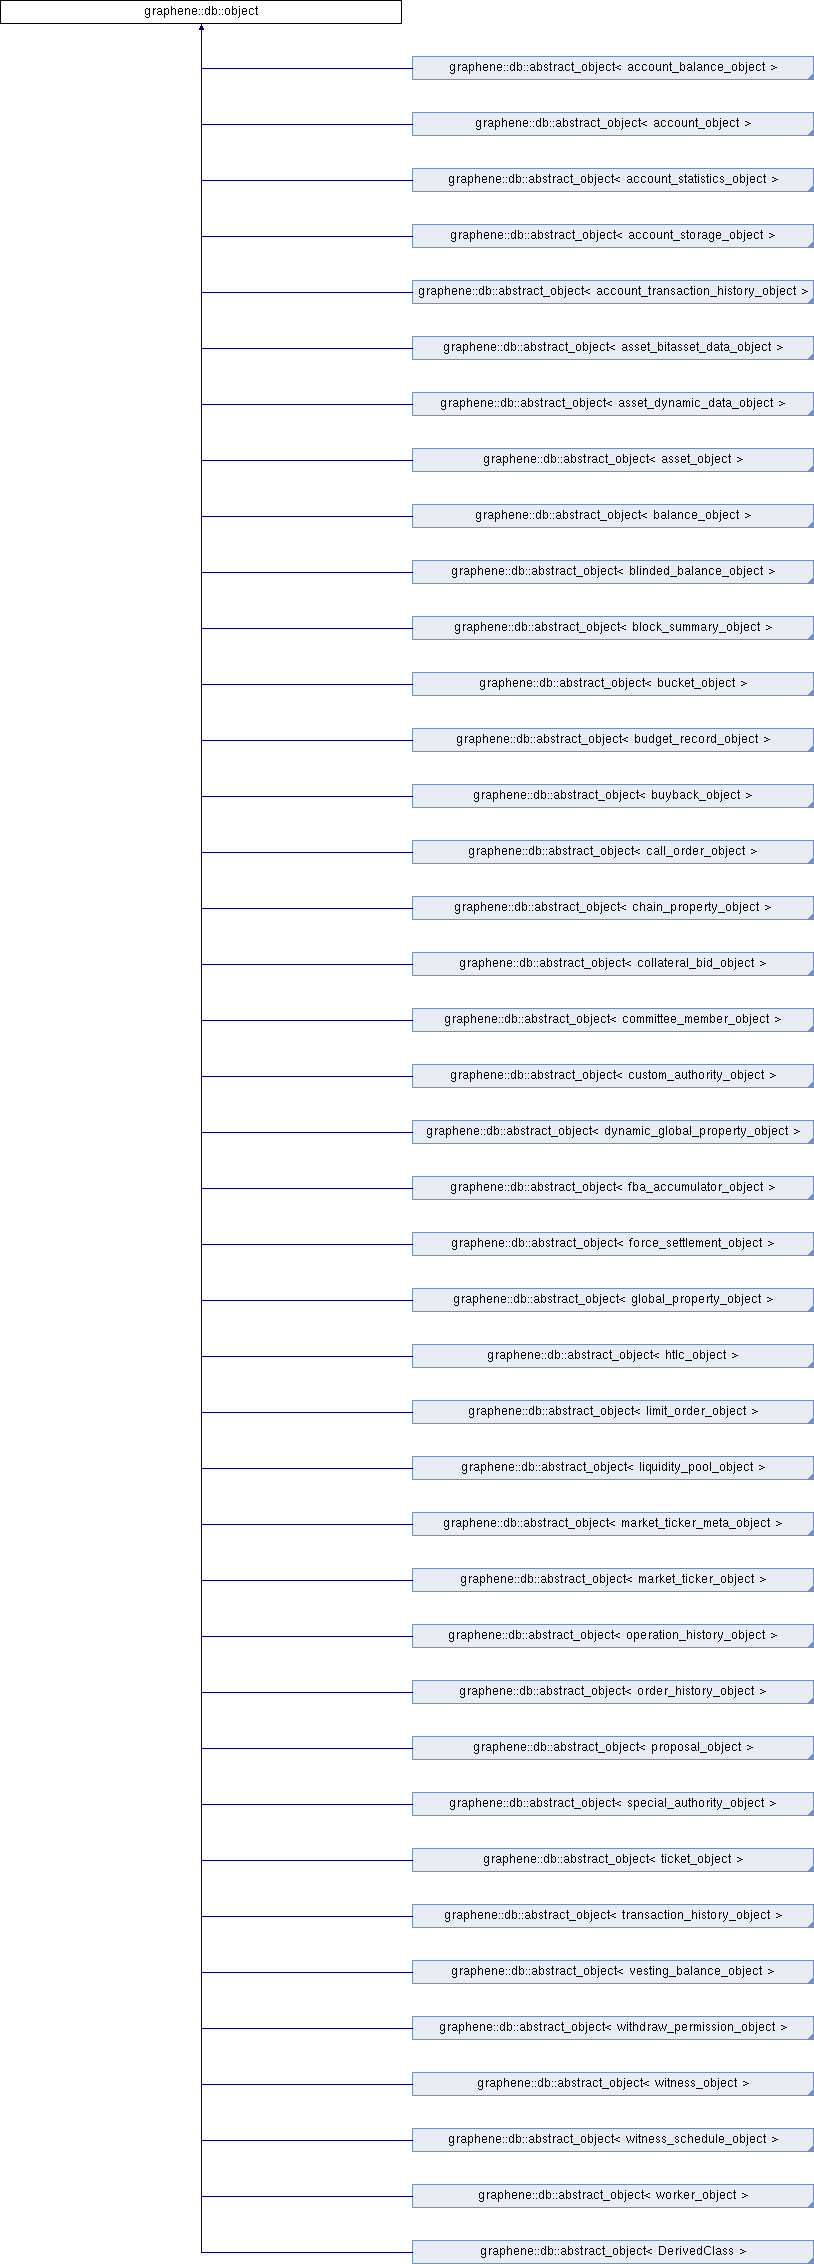 graphene::db::object
graphene::db::abstract_object< account_balance_object >
graphene::db::abstract_object< account_object >
graphene::db::abstract_object< account_statistics_object >
graphene::db::abstract_object< account_storage_object >
graphene::db::abstract_object< account_transaction_history_object >
graphene::db::abstract_object< asset_bitasset_data_object >
graphene::db::abstract_object< asset_dynamic_data_object >
graphene::db::abstract_object< asset_object >
graphene::db::abstract_object< balance_object >
graphene::db::abstract_object< blinded_balance_object >
graphene::db::abstract_object< block_summary_object >
graphene::db::abstract_object< bucket_object >
graphene::db::abstract_object< budget_record_object >
graphene::db::abstract_object< buyback_object >
graphene::db::abstract_object< call_order_object >
graphene::db::abstract_object< chain_property_object >
graphene::db::abstract_object< collateral_bid_object >
graphene::db::abstract_object< committee_member_object >
graphene::db::abstract_object< custom_authority_object >
graphene::db::abstract_object< dynamic_global_property_object >
graphene::db::abstract_object< fba_accumulator_object >
graphene::db::abstract_object< force_settlement_object >
graphene::db::abstract_object< global_property_object >
graphene::db::abstract_object< htlc_object >
graphene::db::abstract_object< limit_order_object >
graphene::db::abstract_object< liquidity_pool_object >
graphene::db::abstract_object< market_ticker_meta_object >
graphene::db::abstract_object< market_ticker_object >
graphene::db::abstract_object< operation_history_object >
graphene::db::abstract_object< order_history_object >
graphene::db::abstract_object< proposal_object >
graphene::db::abstract_object< special_authority_object >
graphene::db::abstract_object< ticket_object >
graphene::db::abstract_object< transaction_history_object >
graphene::db::abstract_object< vesting_balance_object >
graphene::db::abstract_object< withdraw_permission_object >
graphene::db::abstract_object< witness_object >
graphene::db::abstract_object< witness_schedule_object >
graphene::db::abstract_object< worker_object >
graphene::db::abstract_object< DerivedClass >